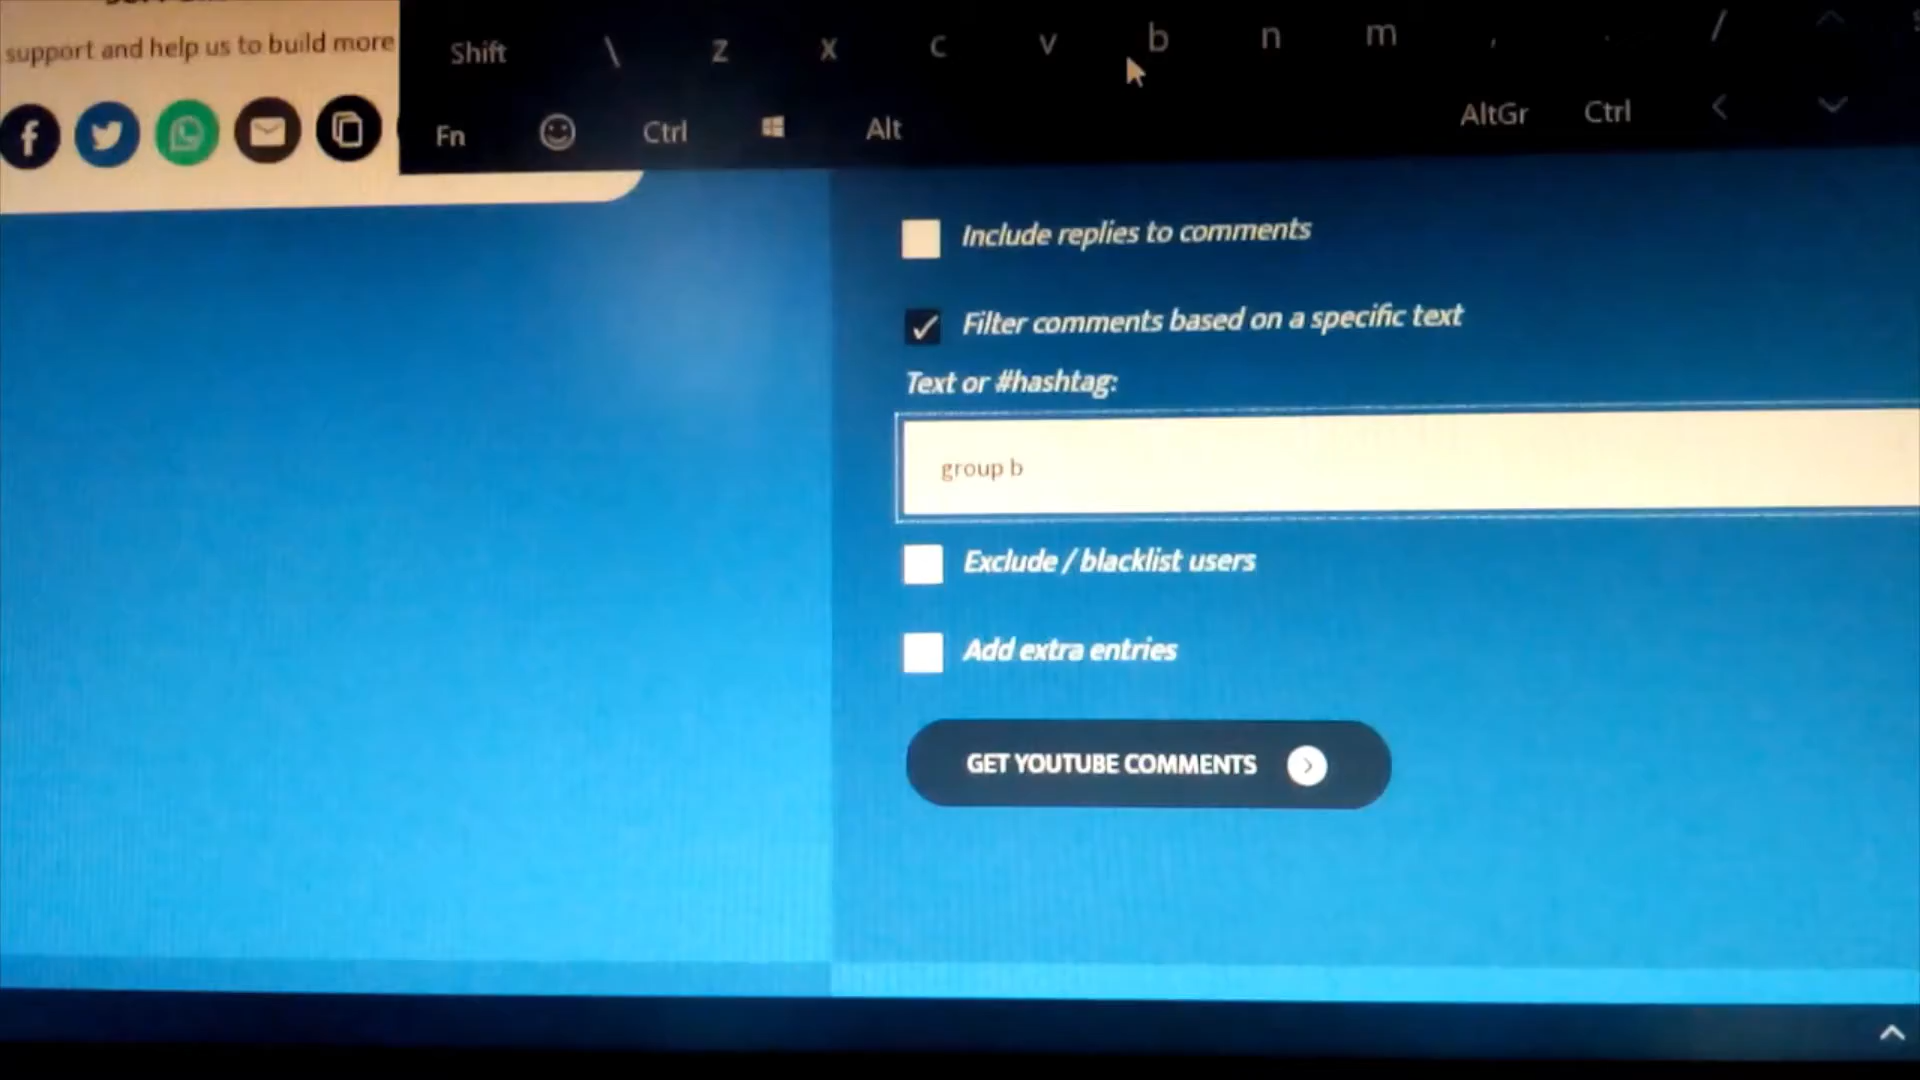 support and help us to build more
Shift \ z x c v b n m , . /
Fn Ctrl Alt AltGr Ctrl
Include replies to comments
Filter comments based on a specific text
Text or #hashtag:
group b
Exclude / blacklist users
Add extra entries
GET YOUTUBE COMMENTS